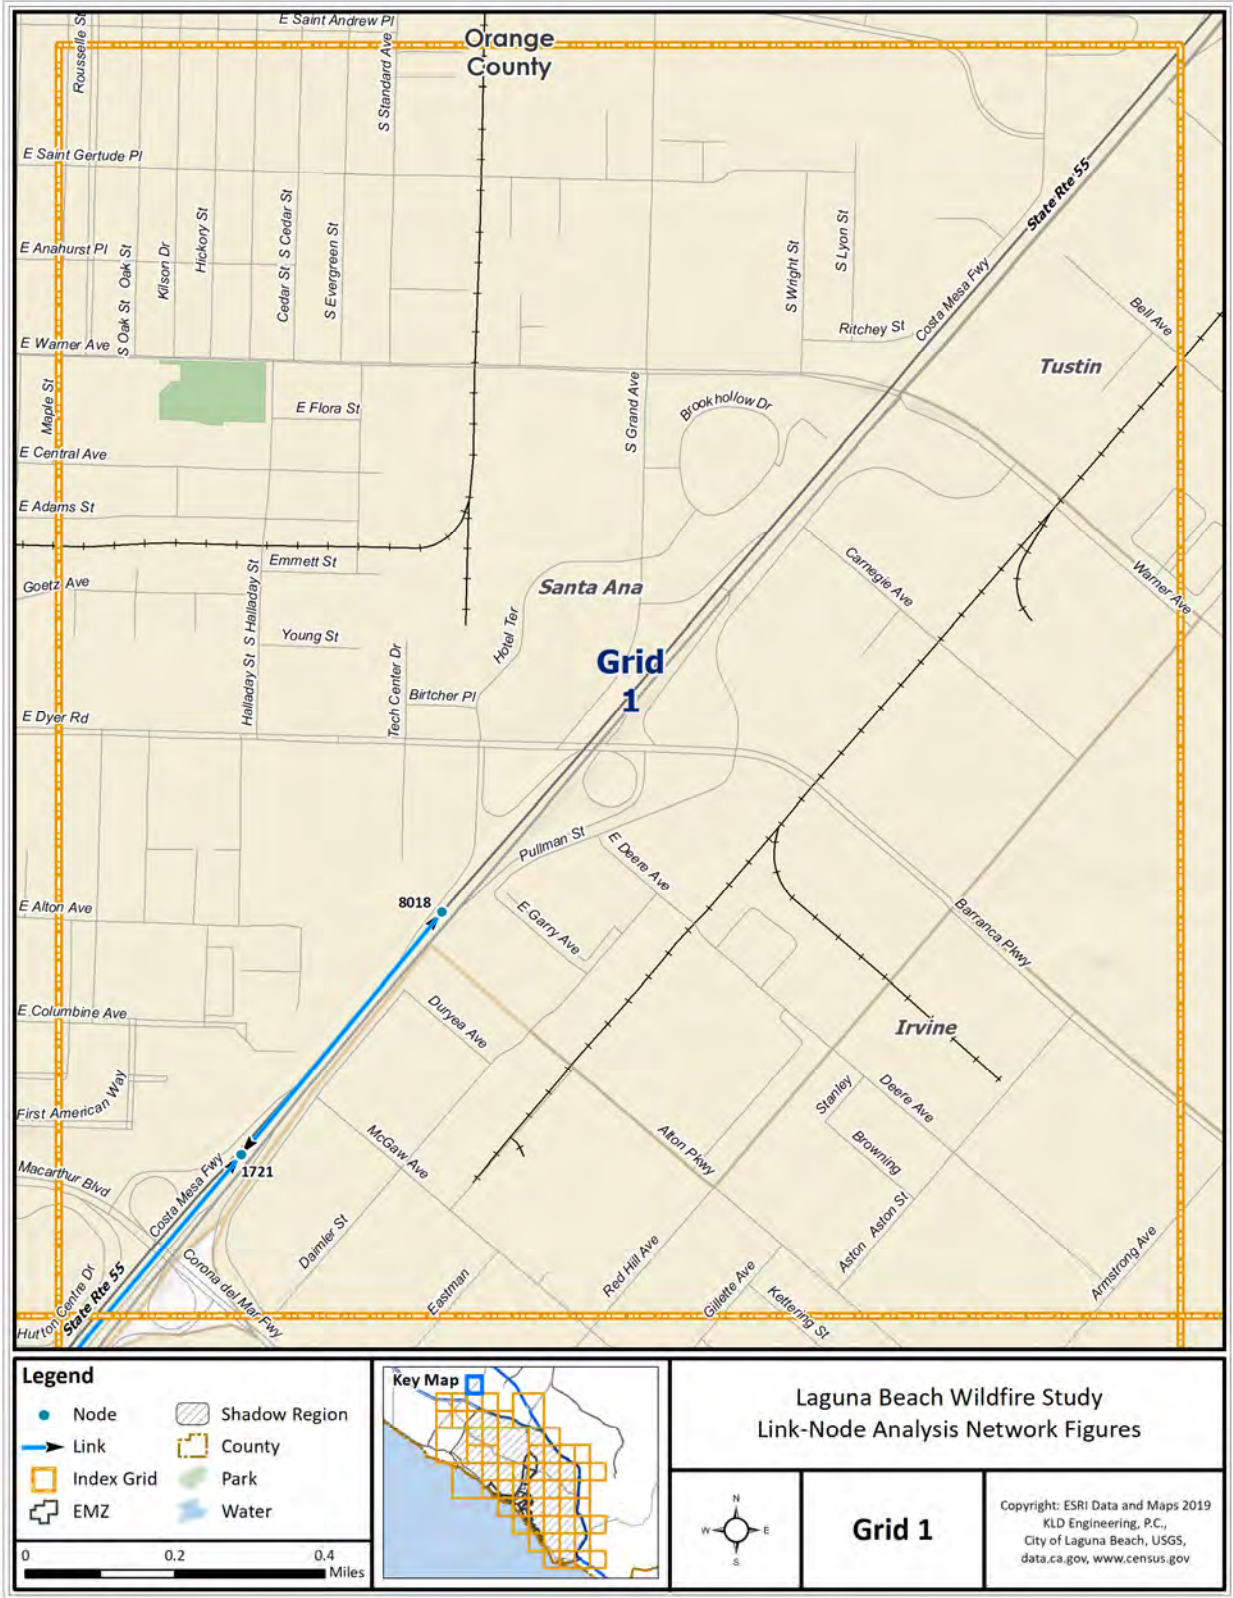 E Saint Andrew Pl
Orange
County
Rousselle St
S Standard Ave
E Saint Gertude Pl
State Rte 55
E Anahurst Pl
S Oak St Oak St
Kilson Dr
Hickory St
Cedar St S Cedar St
S Evergreen St
S Wright St
S Lyon St
Costa Mesa Fwy
Bell Ave
Ritchey St
E Warner Ave
Tustin
Maple St
E Flora St
S Grand Ave
Brookhollow Dr
E Central Ave
E Adams St
Emmett St
Goetz Ave
Santa Ana
Carnegie Ave
Warner Ave
Halladay St S Halladay St
Young St
Hotel Ter
Tech Center Dr
Birtcher Pl
Grid
1
E Dyer Rd
Pullman St
E Deere Ave
8018
E Alton Ave
E Garry Ave
Barranca Pkwy
E Columbine Ave
Duryea Ave
Irvine
First American Way
Stanley
Deere Ave
McGaw Ave
Alton Pkwy
Browning
1721
Macarthur Blvd
Costa Mesa Fwy
Daimler St
Aston Aston St
Red Hill Ave
Armstrong Ave
Hutton Centre Dr
State Rte 55
Corona del Mar Fwy
Eastman
Gillette Ave
Kettering St
Legend
Node
Link
Index Grid
EMZ
Shadow Region
County
Park
Water
0 0.2 0.4
Miles
Key Map
Laguna Beach Wildfire Study
Link-Node Analysis Network Figures
N
W E
S
Grid 1
Copyright: ESRI Data and Maps 2019
KLD Engineering, P.C.,
City of Laguna Beach, USGS,
data.ca.gov, www.census.gov